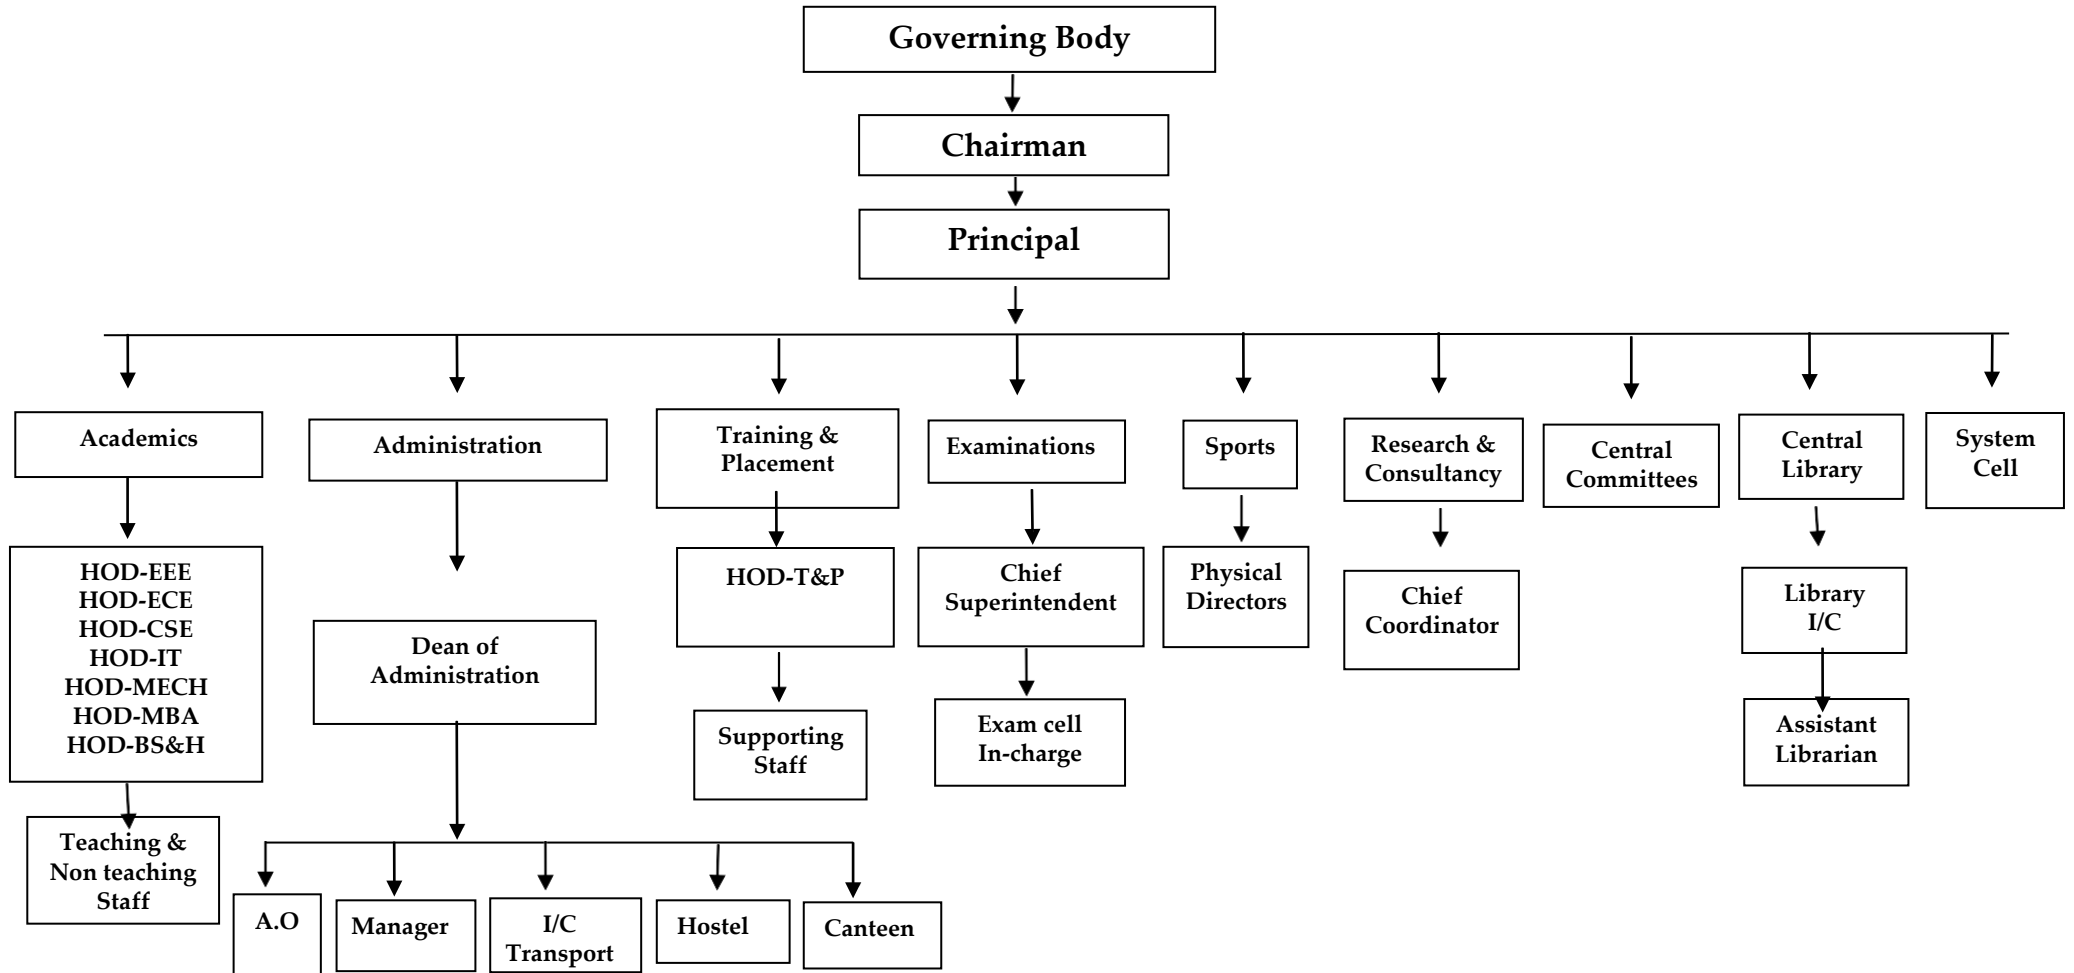 Governing Body
Chairman
Principal
Academics
Administration
Training &
Placement
Examinations
Sports
Research &
Consultancy
Central
Committees
Central
Library
System
Cell
HOD-EEE
HOD-ECE
HOD-CSE
HOD-IT
HOD-MECH
HOD-MBA
HOD-BS&H
Dean of
Administration
HOD-T&P
Chief
Superintendent
Physical
Directors
Chief
Coordinator
Library
I/C
Supporting
Staff
Exam cell
In-charge
Assistant
Librarian
Teaching &
Non teaching
Staff
A.O
Manager
I/C
Transport
Hostel
Canteen